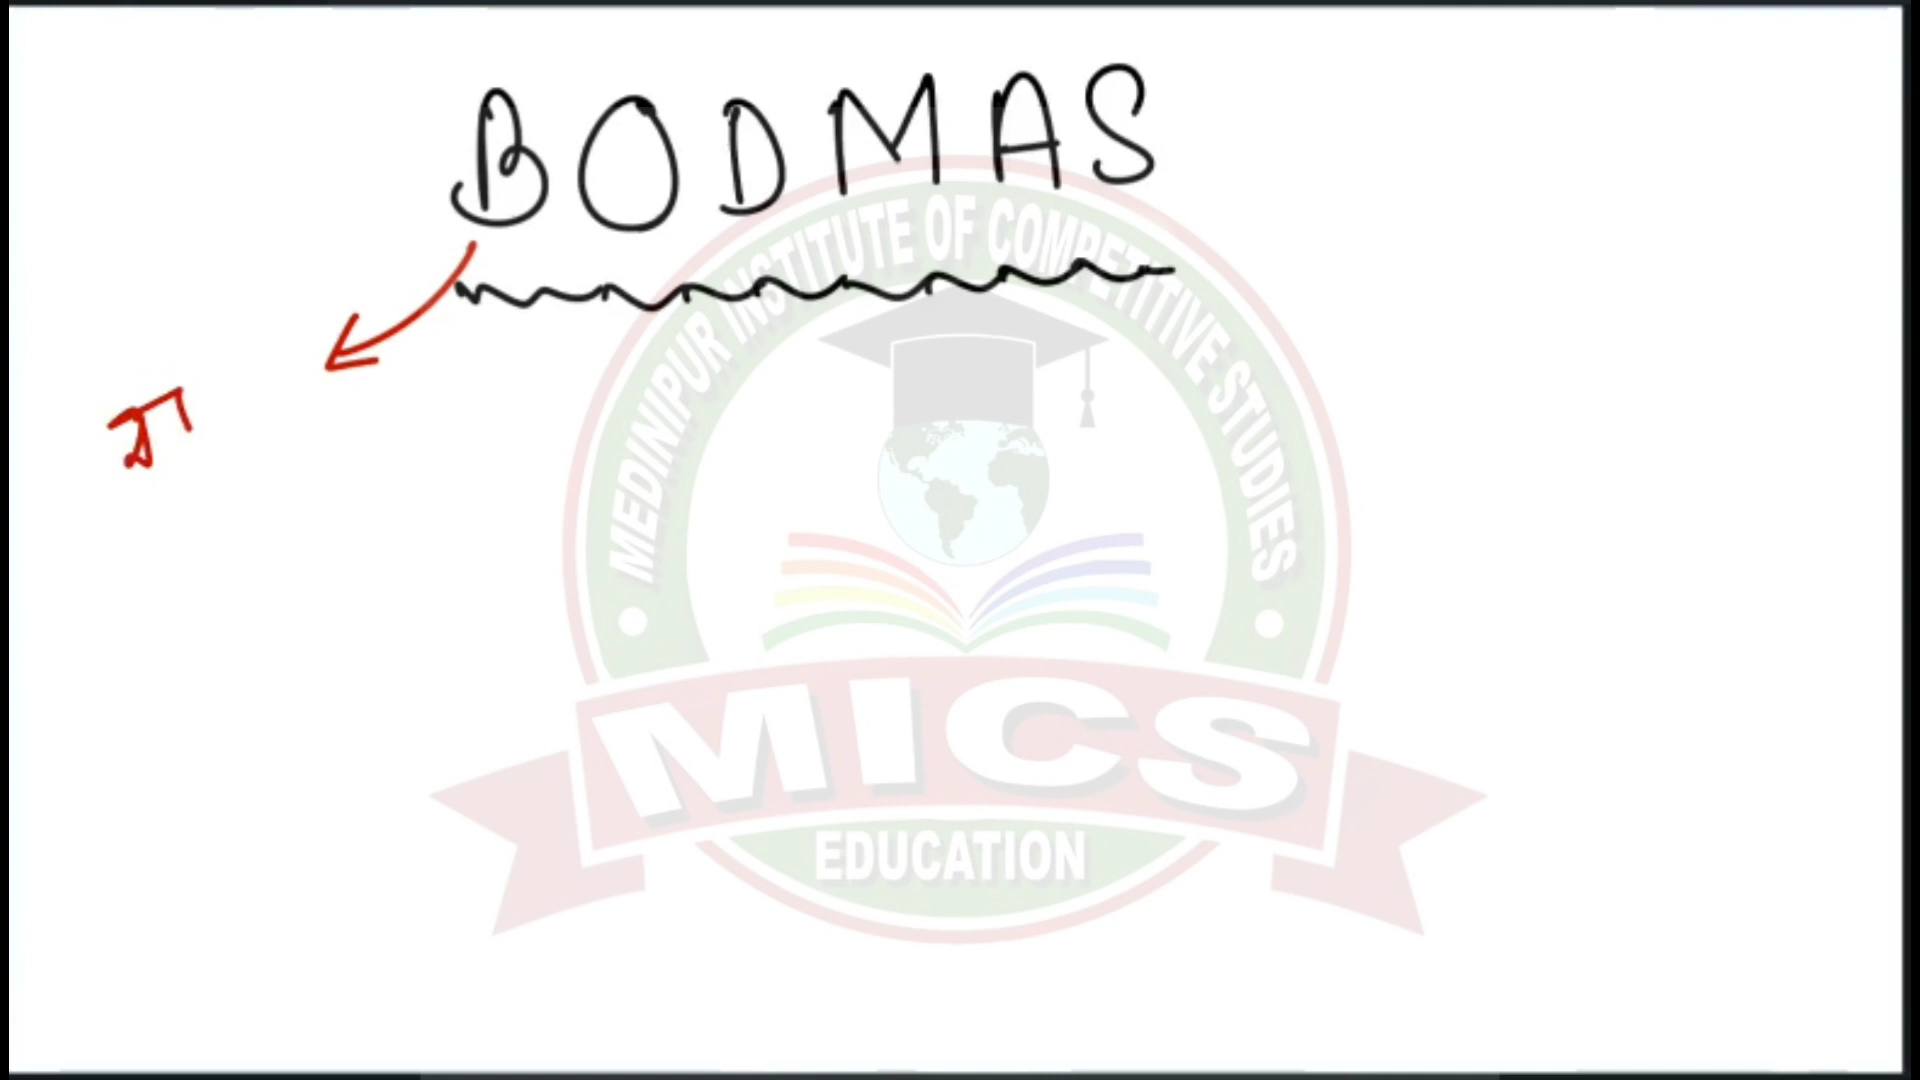 BODMAS
MEDINIPUR INSTITUTE OF COMPETITIVE STUDIES
MICS
EDUCATION